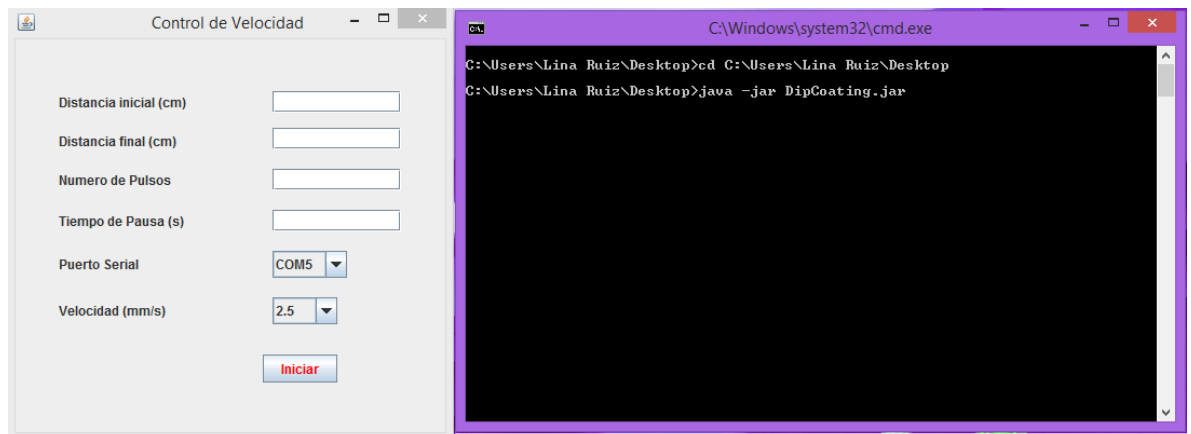 Control de Velocidad
Distancia inicial (cm)
Distancia final (cm)
Numero de Pulsos
Tiempo de Pausa (s)
Puerto Serial COM5
Velocidad (mm/s) 2.5
Iniciar
C:\Windows\system32\cmd.exe
C:\Users\Lina Ruiz\Desktop>cd C:\Users\Lina Ruiz\Desktop
C:\Users\Lina Ruiz\Desktop>java -jar DipCoating.jar